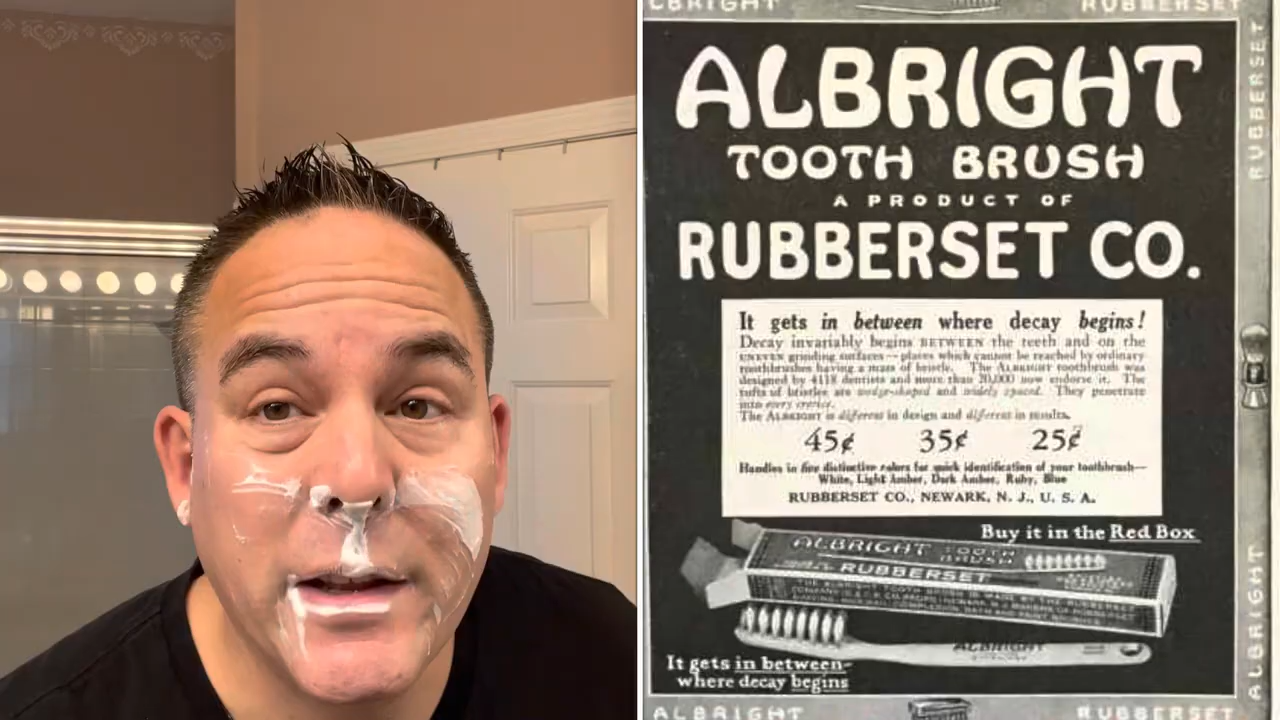 ALBRIGHT RUBBERSET
ALBRIGHT
TOOTH BRUSH
A PRODUCT OF
RUBBERSET CO.
It gets in between where decay begins!
Decay invariably begins BETWEEN the teeth and on the
UNEVEN grinding surfaces—places which cannot be reached by ordinary
toothbrushes having a mass of bristle. The ALBRIGHT toothbrush was
designed by 4118 dentists and more than 20,000 now endorse it. The
tufts of bristles are wedge-shaped and widely spaced. They penetrate
into every crevice.
The ALBRIGHT is different in design and different in results.
45¢ 35¢ 25¢
Handles in five distinctive colors for quick identification of your toothbrush—
White, Light Amber, Dark Amber, Ruby, Blue
RUBBERSET CO., NEWARK, N. J., U. S. A.
Buy it in the Red Box
ALBRIGHT TOOTH
BRUSH
RUBBERSET
ALBRIGHT
It gets in between-
where decay begins
ALBRIGHT RUBBERSET
RUBBERSET
ALBRIGHT